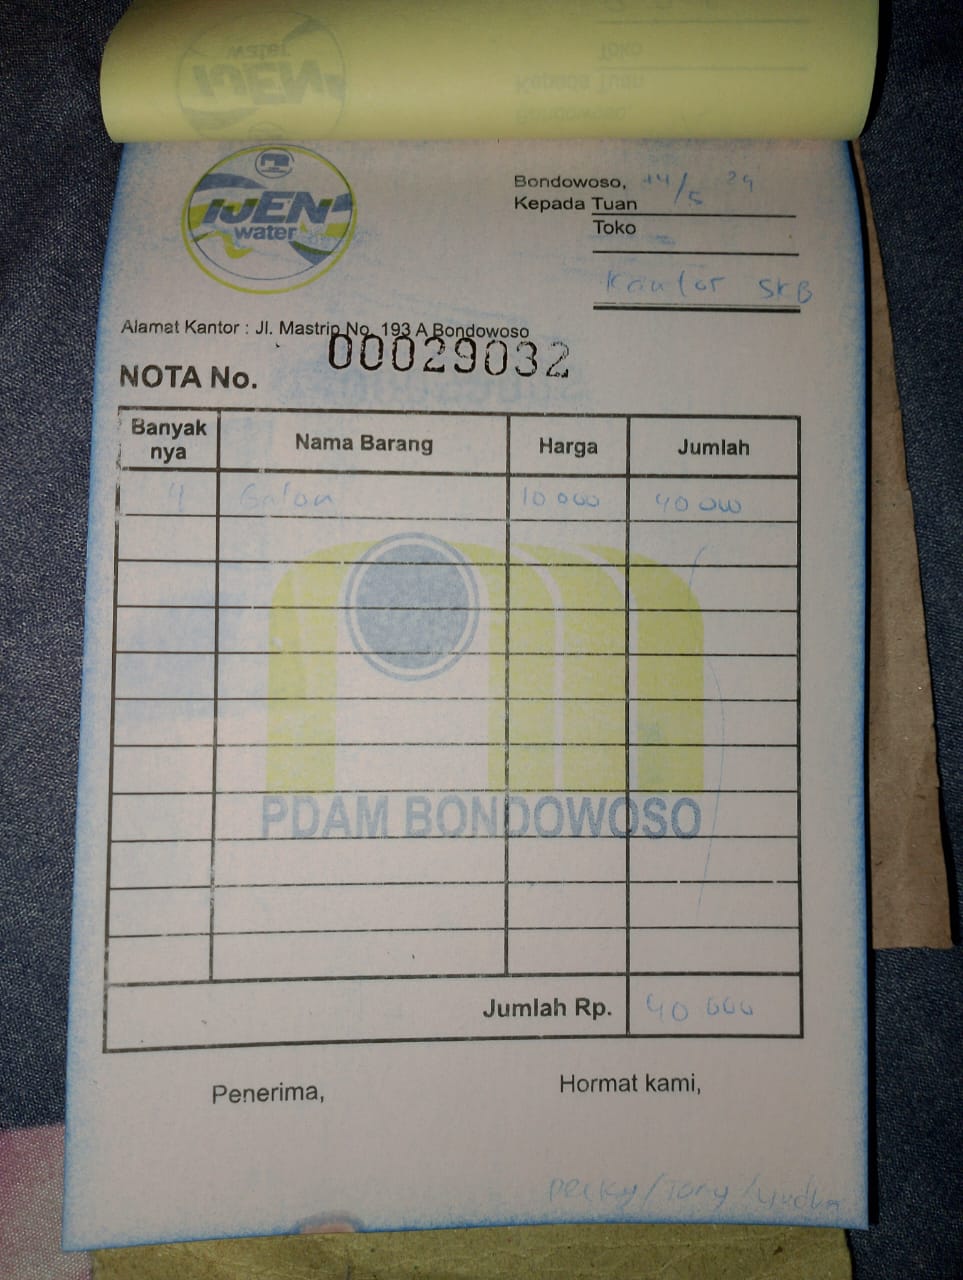 IJEN
water
Bondowoso, 14/5 24
Kepada Tuan
Toko
Kantor SKB
Alamat Kantor : Jl. Mastrip No. 193 A Bondowoso
00029032
NOTA No.
Banyak nya Nama Barang Harga Jumlah
4 Galon 10 000 40 000
PDAM BONDOWOSO
Jumlah Rp. 40 000
Penerima, Hormat kami,
/Tony/Yudha